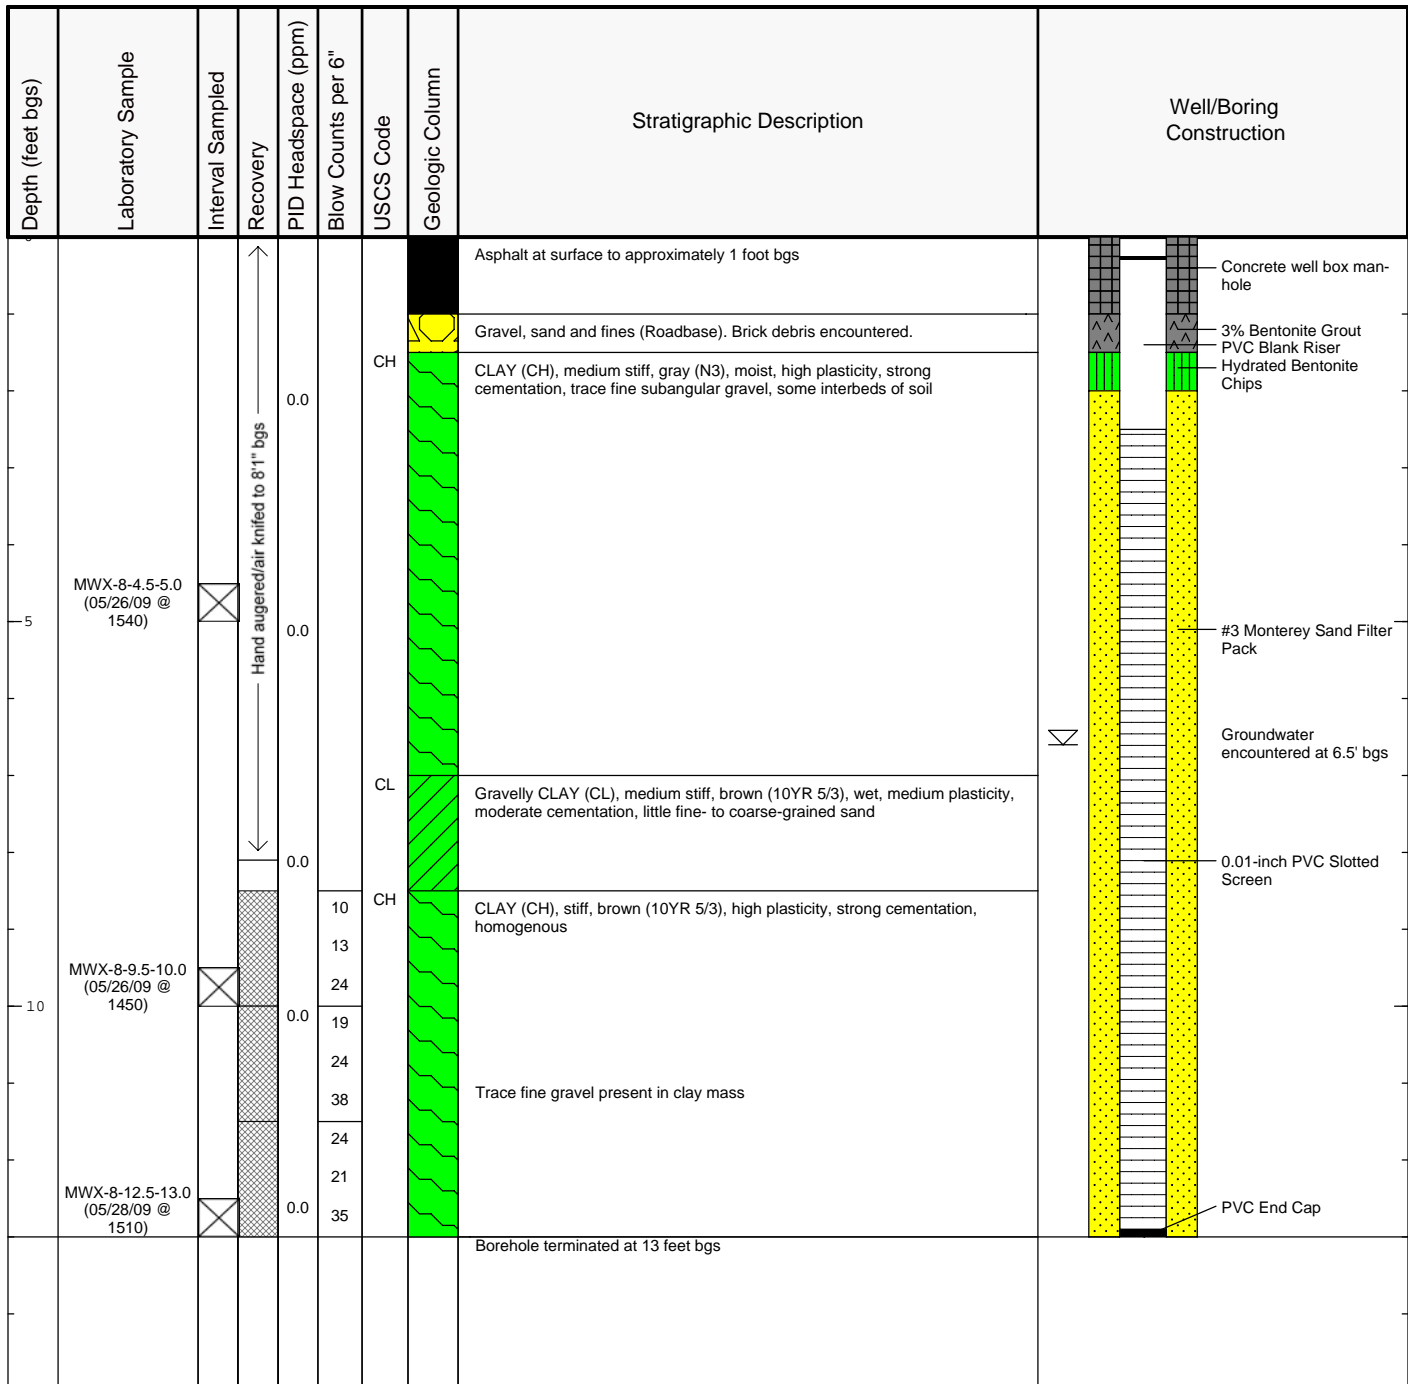 Depth (feet bgs)
Laboratory Sample
Interval Sampled
Recovery
PID Headspace (ppm)
Blow Counts per 6"
USCS Code
Geologic Column
Stratigraphic Description
Well/Boring
Construction
Asphalt at surface to approximately 1 foot bgs
Concrete well box man-
hole
Gravel, sand and fines (Roadbase). Brick debris encountered.
3% Bentonite Grout
PVC Blank Riser
Hydrated Bentonite
Chips
CH
CLAY (CH), medium stiff, gray (N3), moist, high plasticity, strong
cementation, trace fine subangular gravel, some interbeds of soil
0.0
Hand augered/air knifed to 8'1" bgs
MWX-8-4.5-5.0
(05/26/09 @
1540)
5
0.0
#3 Monterey Sand Filter
Pack
Groundwater
encountered at 6.5' bgs
CL
Gravelly CLAY (CL), medium stiff, brown (10YR 5/3), wet, medium plasticity,
moderate cementation, little fine- to coarse-grained sand
0.0
0.01-inch PVC Slotted
Screen
CH
CLAY (CH), stiff, brown (10YR 5/3), high plasticity, strong cementation,
homogenous
10
13
24
MWX-8-9.5-10.0
(05/26/09 @
1450)
10
0.0
19
24
38
Trace fine gravel present in clay mass
24
21
35
MWX-8-12.5-13.0
(05/28/09 @
1510)
0.0
PVC End Cap
Borehole terminated at 13 feet bgs